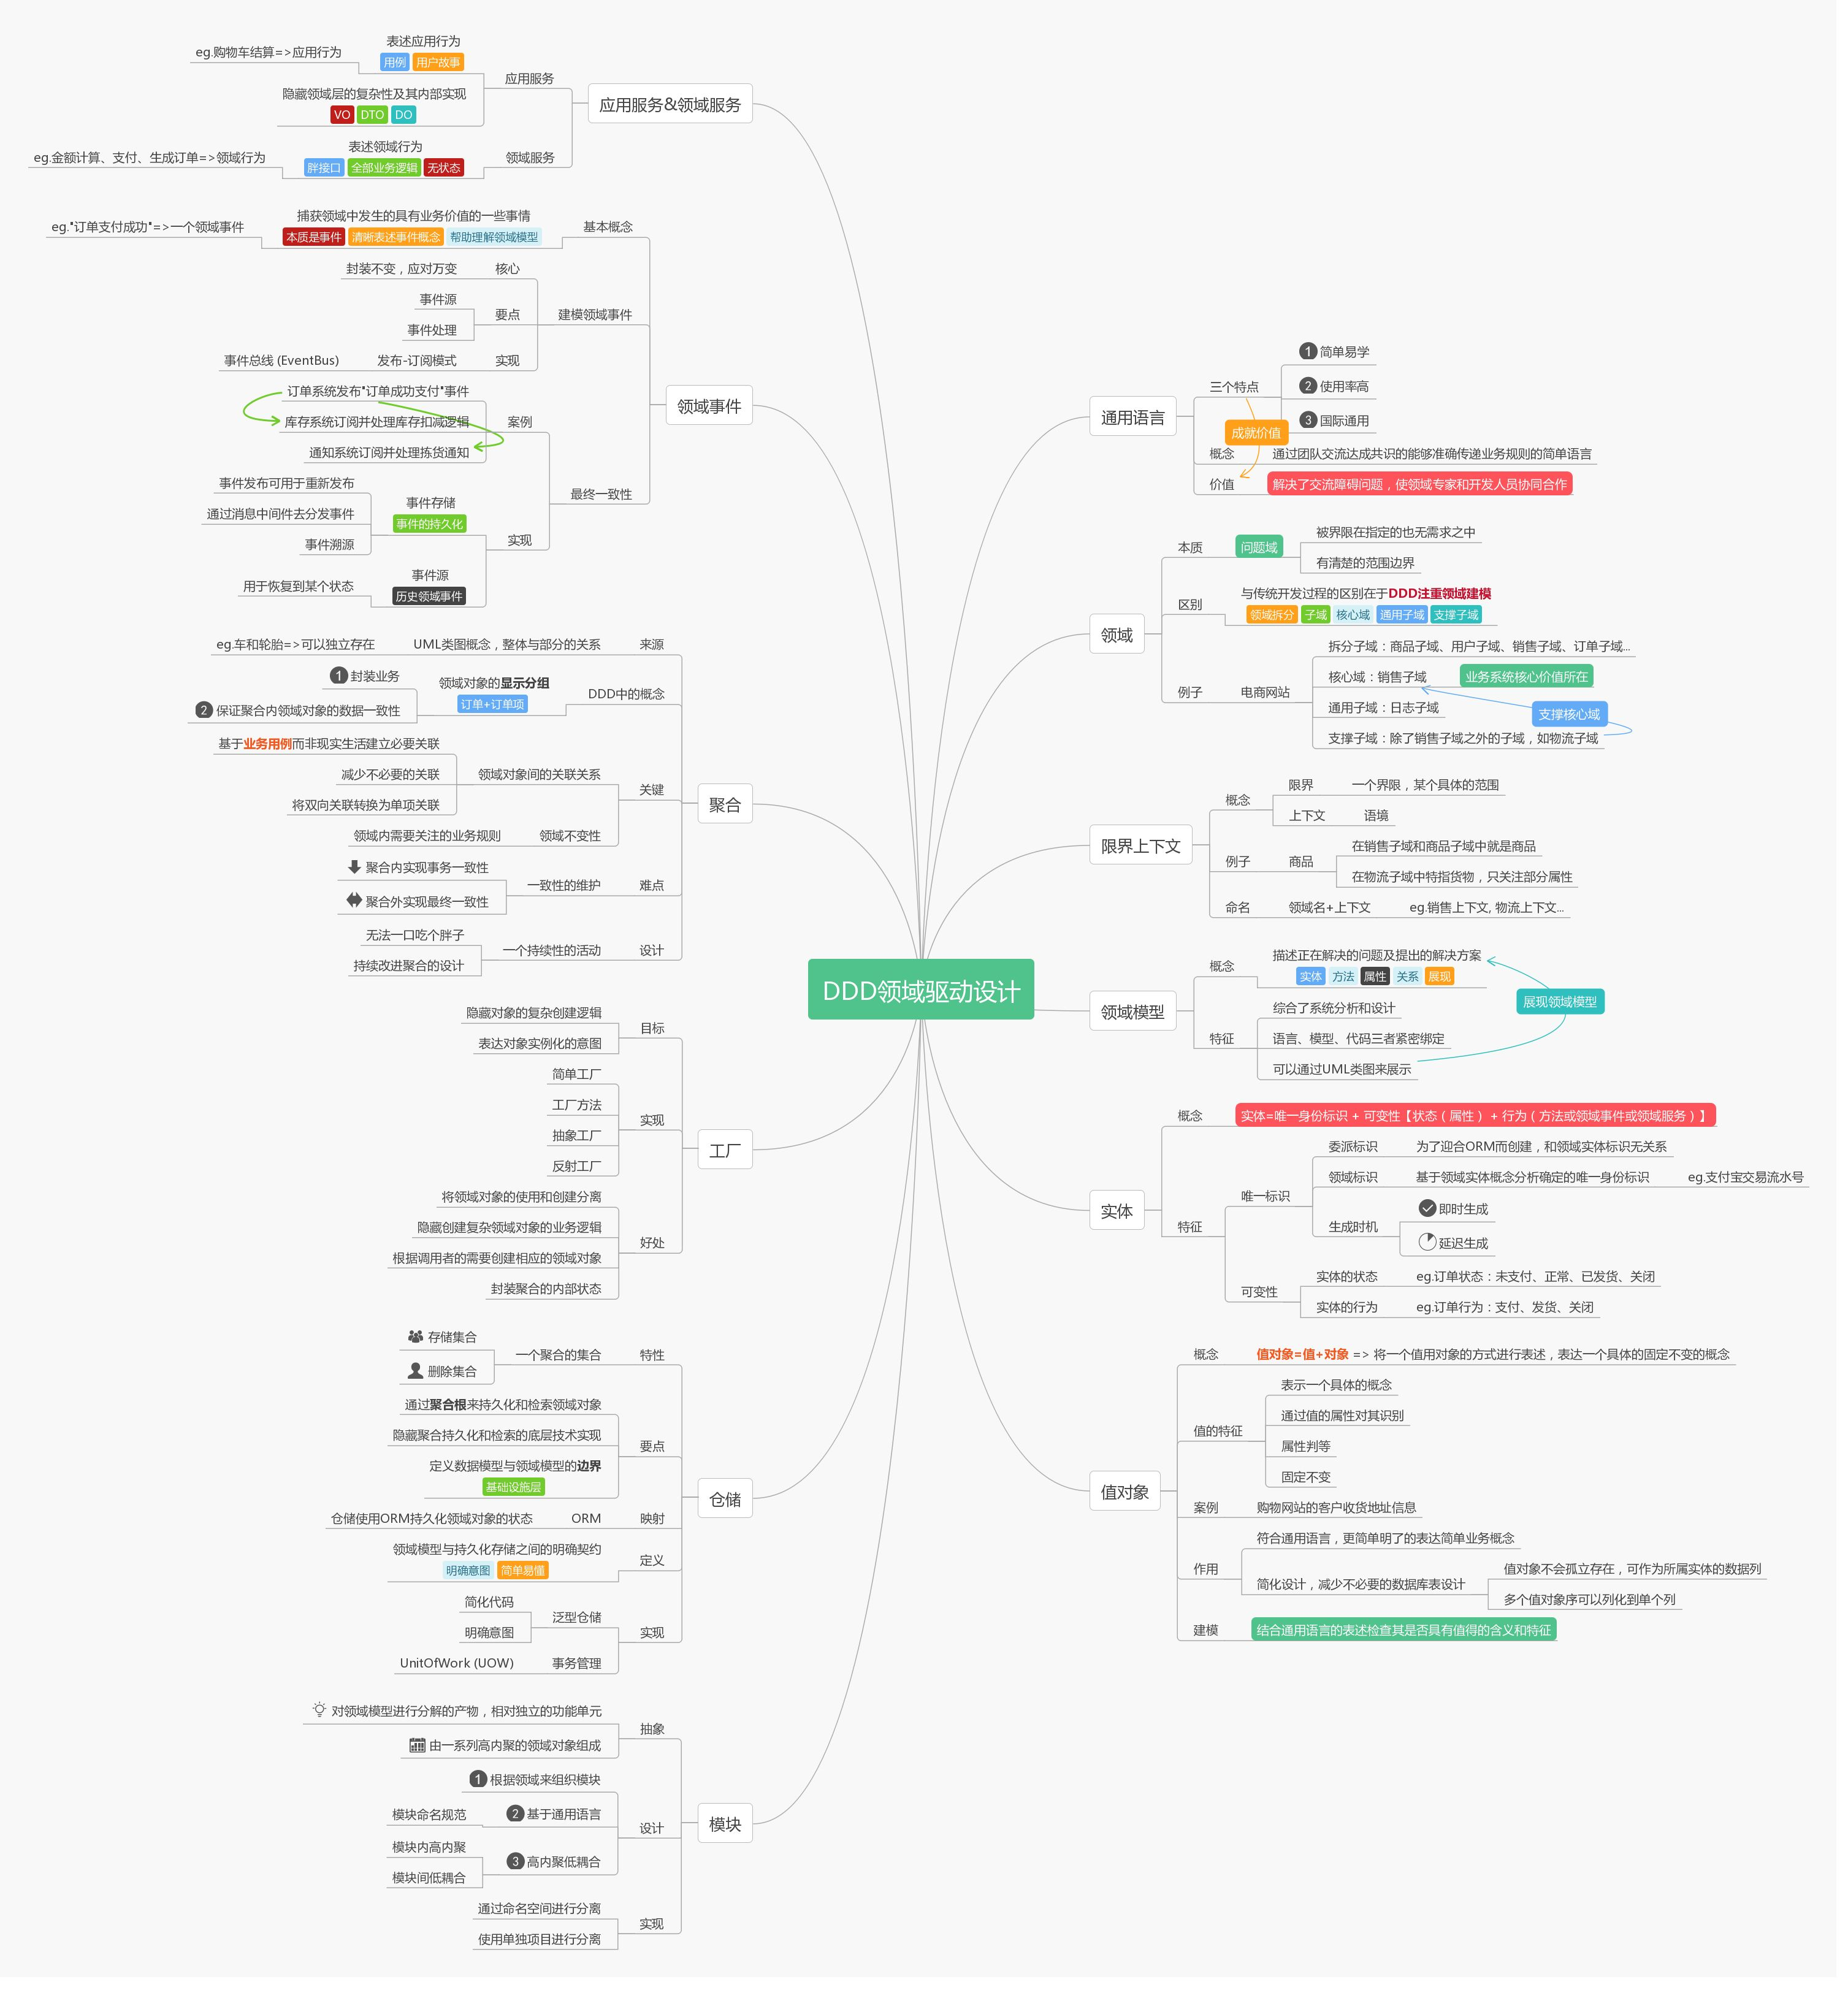 DDD领域驱动设计
应用服务&领域服务
应用服务
表述应用行为
用例 用户故事
eg.购物车结算=>应用行为
隐藏领域层的复杂性及其内部实现
VO DTO DO
领域服务
表述领域行为
胖接口 全部业务逻辑 无状态
eg.金额计算、支付、生成订单=>领域行为
领域事件
基本概念
捕获领域中发生的具有业务价值的一些事情
本质是事件 清晰表述事件概念 帮助理解领域模型
eg."订单支付成功"=>一个领域事件
建模领域事件
核心
封装不变，应对万变
要点
事件源
事件处理
实现
发布-订阅模式
事件总线 (EventBus)
最终一致性
案例
订单系统发布"订单成功支付"事件
库存系统订阅并处理库存扣减逻辑
通知系统订阅并处理拣货通知
实现
事件存储
事件的持久化
事件发布可用于重新发布
通过消息中间件去分发事件
事件溯源
事件源
历史领域事件
用于恢复到某个状态
聚合
来源
UML类图概念，整体与部分的关系
eg.车和轮胎=>可以独立存在
DDD中的概念
领域对象的显示分组
订单+订单项
1 封装业务
2 保证聚合内领域对象的数据一致性
关键
领域对象间的关联关系
基于业务用例而非现实生活建立必要关联
减少不必要的关联
将双向关联转换为单项关联
领域不变性
领域内需要关注的业务规则
难点
一致性的维护
聚合内实现事务一致性
聚合外实现最终一致性
设计
一个持续性的活动
无法一口吃个胖子
持续改进聚合的设计
工厂
目标
隐藏对象的复杂创建逻辑
表达对象实例化的意图
实现
简单工厂
工厂方法
抽象工厂
反射工厂
好处
将领域对象的使用和创建分离
隐藏创建复杂领域对象的业务逻辑
根据调用者的需要创建相应的领域对象
封装聚合的内部状态
仓储
特性
一个聚合的集合
存储集合
删除集合
要点
通过聚合根来持久化和检索领域对象
隐藏聚合持久化和检索的底层技术实现
定义数据模型与领域模型的边界
基础设施层
映射
ORM
仓储使用ORM持久化领域对象的状态
定义
领域模型与持久化存储之间的明确契约
明确意图 简单易懂
实现
泛型仓储
简化代码
明确意图
事务管理
UnitOfWork (UOW)
模块
抽象
对领域模型进行分解的产物，相对独立的功能单元
由一系列高内聚的领域对象组成
设计
1 根据领域来组织模块
2 基于通用语言
模块命名规范
3 高内聚低耦合
模块内高内聚
模块间低耦合
实现
通过命名空间进行分离
使用单独项目进行分离
通用语言
三个特点
1 简单易学
2 使用率高
3 国际通用
成就价值
概念
通过团队交流达成共识的能够准确传递业务规则的简单语言
价值
解决了交流障碍问题，使领域专家和开发人员协同合作
领域
本质
问题域
被界限在指定的也无需求之中
有清楚的范围边界
区别
与传统开发过程的区别在于DDD注重领域建模
领域拆分 子域 核心域 通用子域 支撑子域
例子
电商网站
拆分子域：商品子域、用户子域、销售子域、订单子域...
核心域：销售子域
业务系统核心价值所在
通用子域：日志子域
支撑核心域
支撑子域：除了销售子域之外的子域，如物流子域
限界上下文
概念
限界
一个界限，某个具体的范围
上下文
语境
例子
商品
在销售子域和商品子域中就是商品
在物流子域中特指货物，只关注部分属性
命名
领域名+上下文
eg.销售上下文, 物流上下文...
领域模型
概念
描述正在解决的问题及提出的解决方案
实体 方法 属性 关系 展现
展现领域模型
特征
综合了系统分析和设计
语言、模型、代码三者紧密绑定
可以通过UML类图来展示
实体
概念
实体=唯一身份标识 + 可变性【状态（属性） + 行为（方法或领域事件或领域服务）】
特征
唯一标识
委派标识
为了迎合ORM而创建，和领域实体标识无关系
领域标识
基于领域实体概念分析确定的唯一身份标识
eg.支付宝交易流水号
生成时机
即时生成
延迟生成
可变性
实体的状态
eg.订单状态：未支付、正常、已发货、关闭
实体的行为
eg.订单行为：支付、发货、关闭
值对象
概念
值对象=值+对象 => 将一个值用对象的方式进行表述，表达一个具体的固定不变的概念
值的特征
表示一个具体的概念
通过值的属性对其识别
属性判等
固定不变
案例
购物网站的客户收货地址信息
作用
符合通用语言，更简单明了的表达简单业务概念
简化设计，减少不必要的数据库表设计
值对象不会孤立存在，可作为所属实体的数据列
多个值对象序可以列化到单个列
建模
结合通用语言的表述检查其是否具有值得的含义和特征